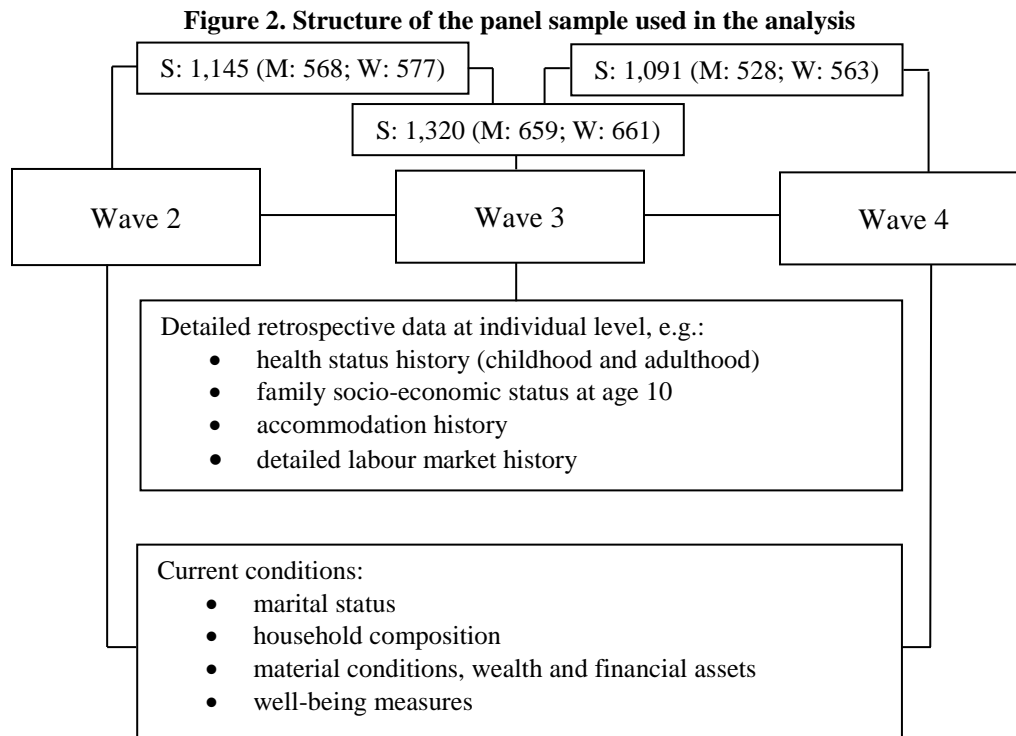 Figure 2. Structure of the panel sample used in the analysis
S: 1,145 (M: 568; W: 577)
S: 1,091 (M: 528; W: 563)
S: 1,320 (M: 659; W: 661)
Wave 2
Wave 3
Wave 4
Detailed retrospective data at individual level, e.g.:
• health status history (childhood and adulthood)
• family socio-economic status at age 10
• accommodation history
• detailed labour market history
Current conditions:
• marital status
• household composition
• material conditions, wealth and financial assets
• well-being measures